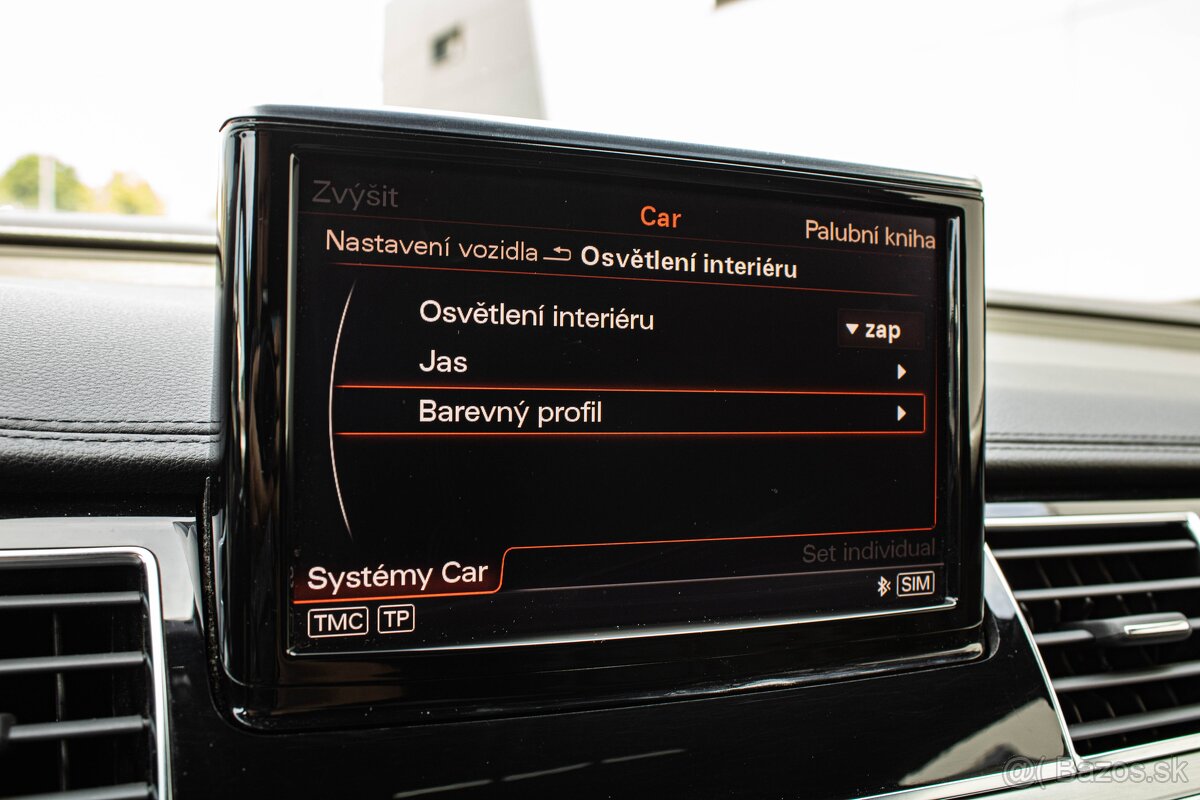 Zvýšit
Car
Palubní kniha
Nastavení vozidla Osvětlení interiéru
Osvětlení interiéru
zap
Jas
Barevný profil
Set individual
Systémy Car
SIM
TMC TP
@( Bazos.sk